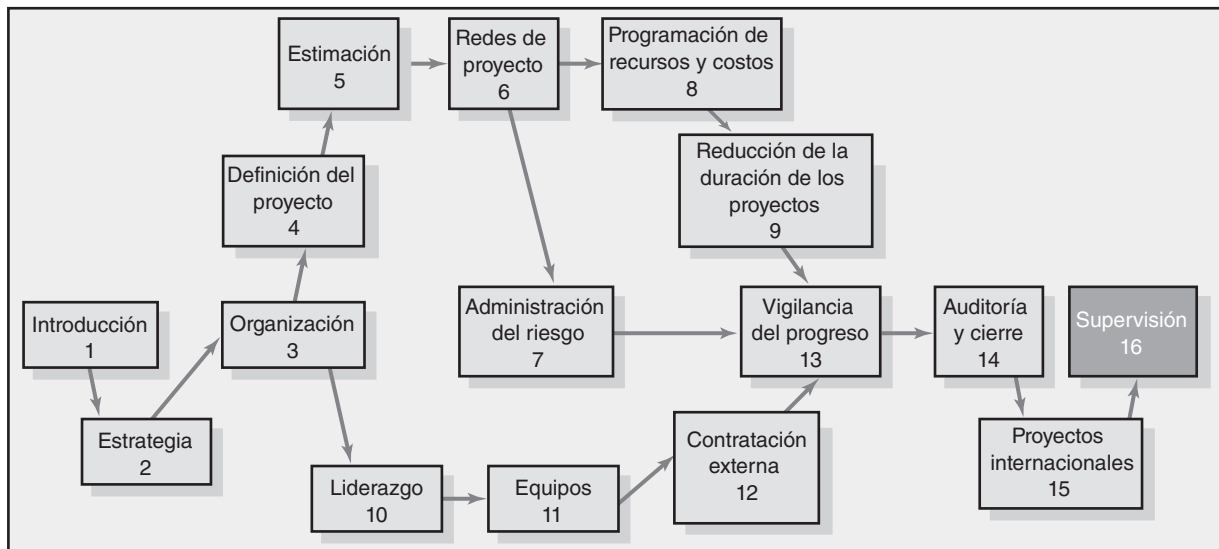 Estimación
5
Redes de
proyecto
6
Programación de
recursos y costos
8
Reducción de la
duración de los
proyectos
9
Definición del
proyecto
4
Introducción
1
Organización
3
Administración
del riesgo
7
Vigilancia
del progreso
13
Auditoría
y cierre
14
Supervisión
16
Estrategia
2
Liderazgo
10
Equipos
11
Contratación
externa
12
Proyectos
internacionales
15